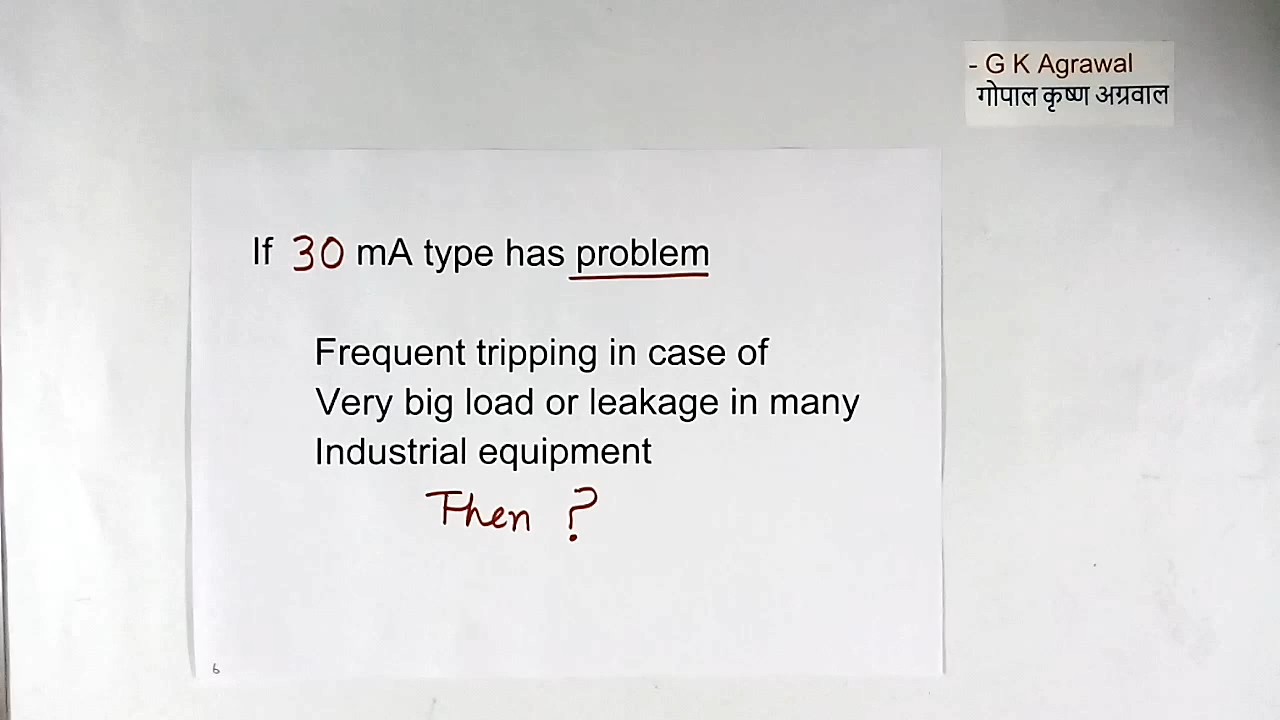 - G K Agrawal
गोपाल कृष्ण अग्रवाल
If 30 mA type has problem
Frequent tripping in case of
Very big load or leakage in many
Industrial equipment
Then ?
6